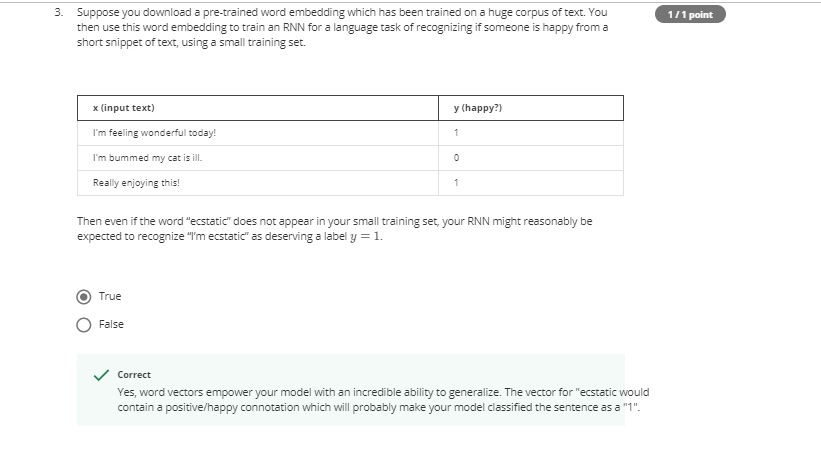 3. Suppose you download a pre-trained word embedding which has been trained on a huge corpus of text. You
then use this word embedding to train an RNN for a language task of recognizing if someone is happy from a
short snippet of text, using a small training set.
1 / 1 point
x (input text) y (happy?)
I'm feeling wonderful today! 1
I'm bummed my cat is ill. 0
Really enjoying this! 1
Then even if the word "ecstatic" does not appear in your small training set, your RNN might reasonably be
expected to recognize "I'm ecstatic" as deserving a label y = 1.
True
False
Correct
Yes, word vectors empower your model with an incredible ability to generalize. The vector for "ecstatic would
contain a positive/happy connotation which will probably make your model classified the sentence as a "1".